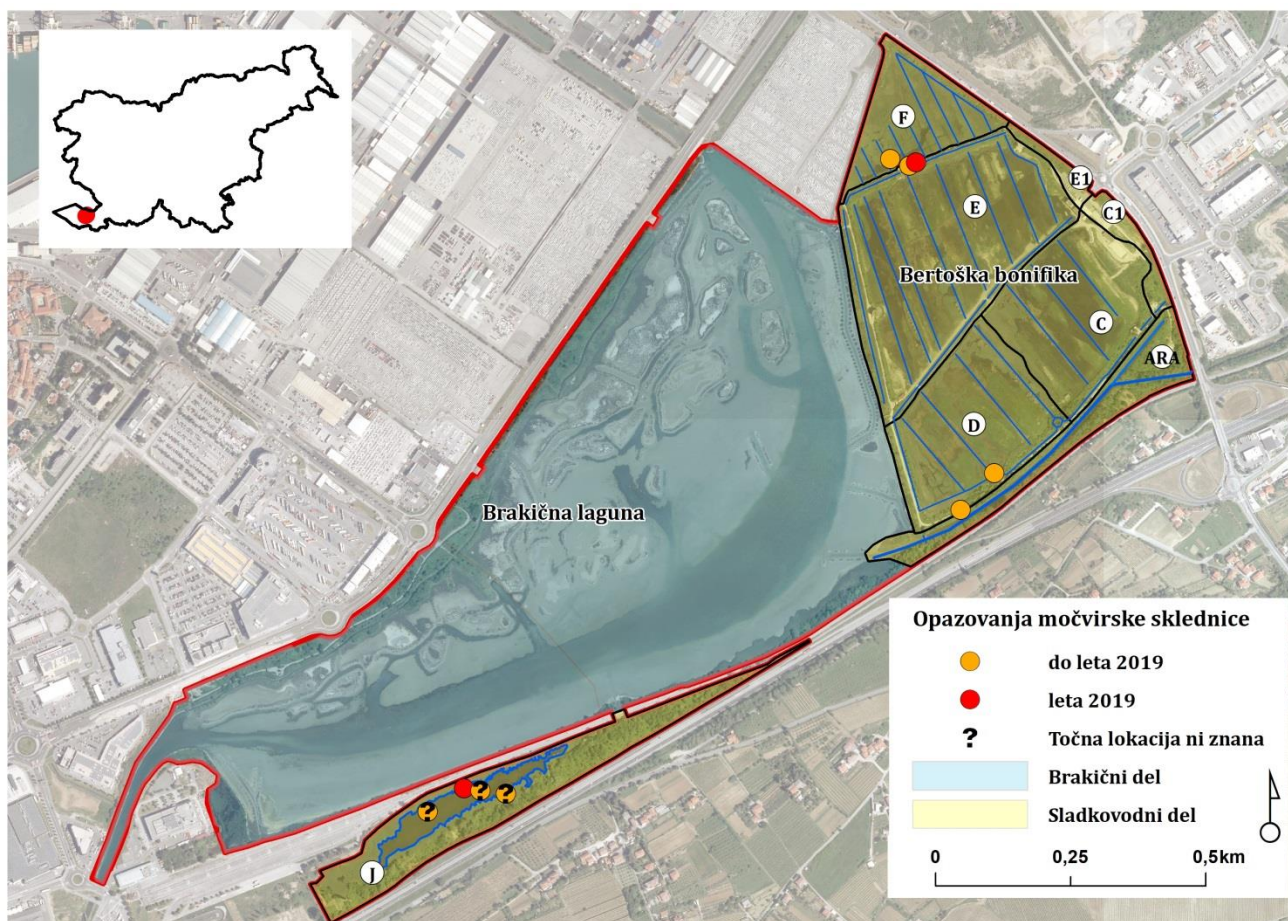 F
E1
C1
E
Bertoška bonifika
C
ARA
D
Brakična laguna
Opazovanja močvirske sklednice
do leta 2019
leta 2019
? Točna lokacija ni znana
Brakični del
Sladkovodni del
0 0,25 0,5km
? ? ?
J